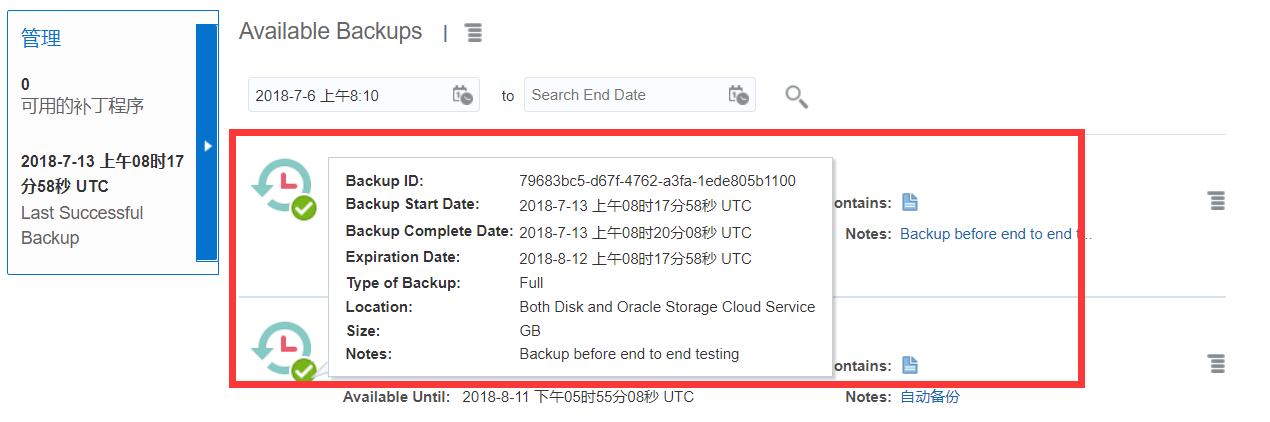 管理
0
可用的补丁程序
2018-7-13 上午08时17
分58秒 UTC
Last Successful
Backup
Available Backups |
2018-7-6 上午8:10 to Search End Date
Backup ID: 79683bc5-d67f-4762-a3fa-1ede805b1100
Backup Start Date: 2018-7-13 上午08时17分58秒 UTC
Backup Complete Date: 2018-7-13 上午08时20分08秒 UTC
Expiration Date: 2018-8-12 上午08时17分58秒 UTC
Type of Backup: Full
Location: Both Disk and Oracle Storage Cloud Service
Size: GB
Notes: Backup before end to end testing
ontains:
Notes: Backup before end to end t...
ontains:
Available Until: 2018-8-11 下午05时55分08秒 UTC
Notes: 自动备份